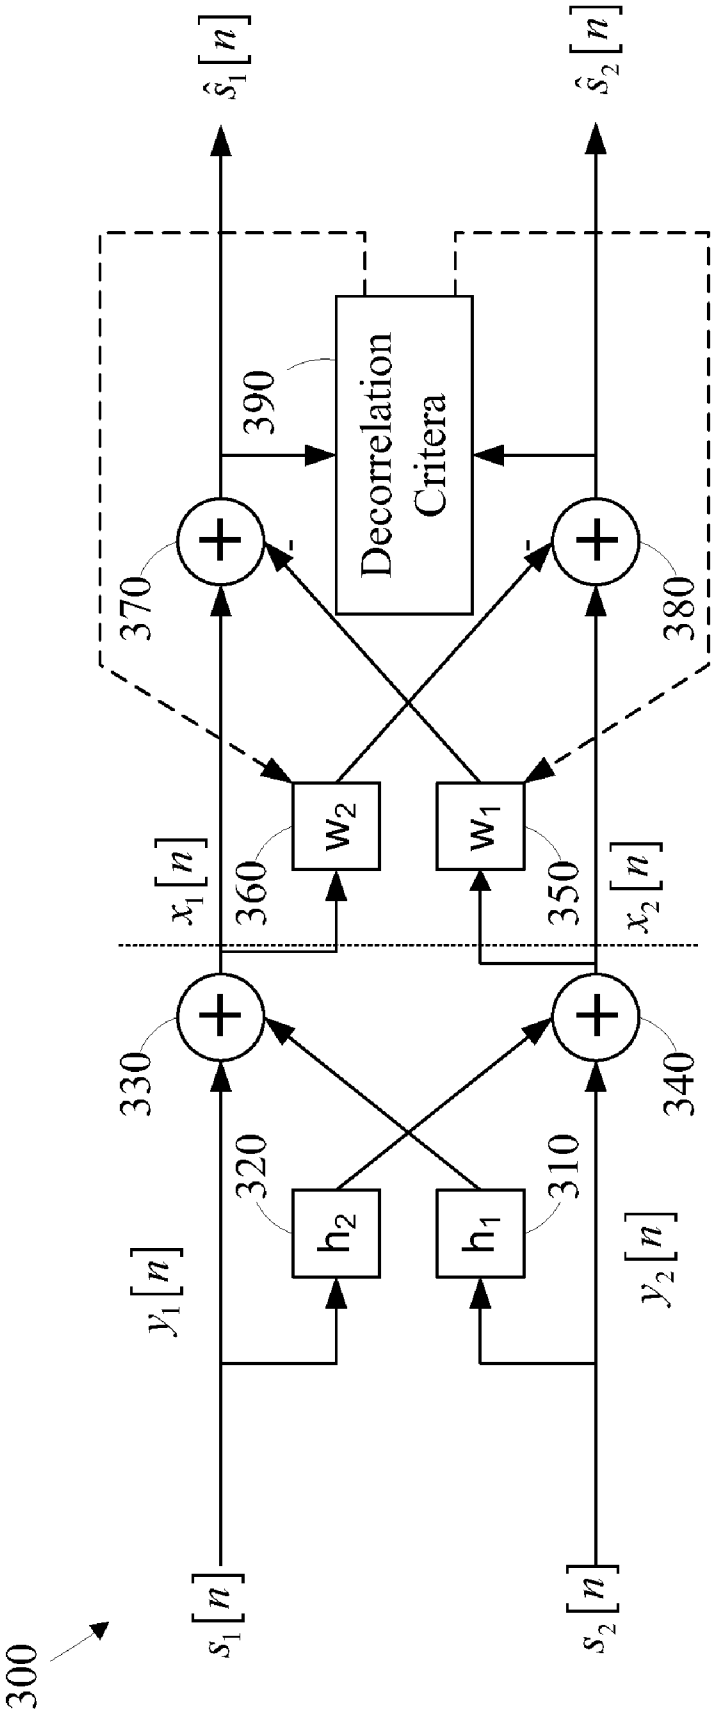 300
s₁[n]
y₁[n]
330
x₁[n]
370
ŝ₁[n]
320
h₂
360
w₂
390
Decorrelation
Critera
h₁
310
w₁
350
-
-
s₂[n]
y₂[n]
340
x₂[n]
380
ŝ₂[n]
+
+
+
+